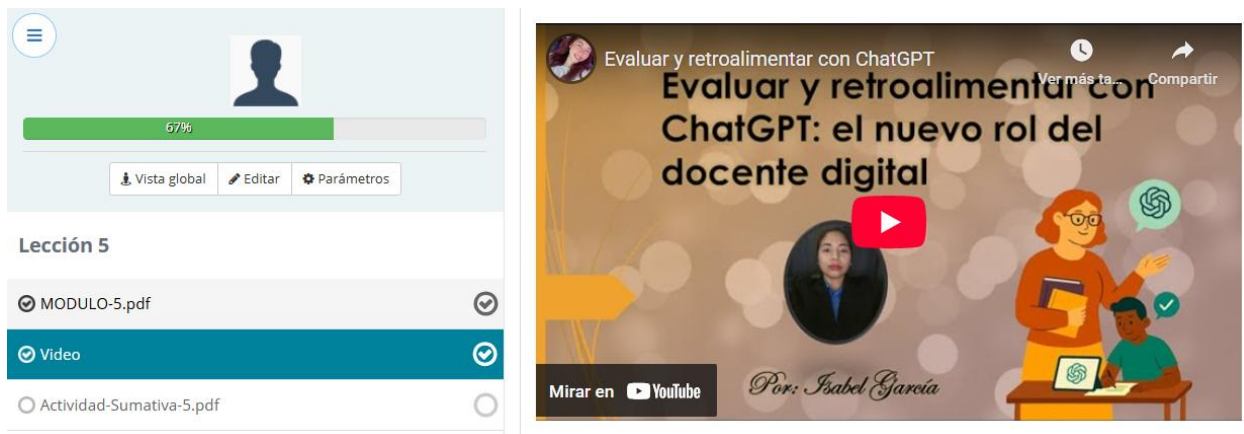 67%
Vista global
Editar
Parámetros
Lección 5
MODULO-5.pdf
Video
Actividad-Sumativa-5.pdf
Evaluar y retroalimentar con ChatGPT
Ver más ta...
Compartir
Evaluar y retroalimentar con
ChatGPT: el nuevo rol del
docente digital
Mirar en YouTube
Por: Isabel García